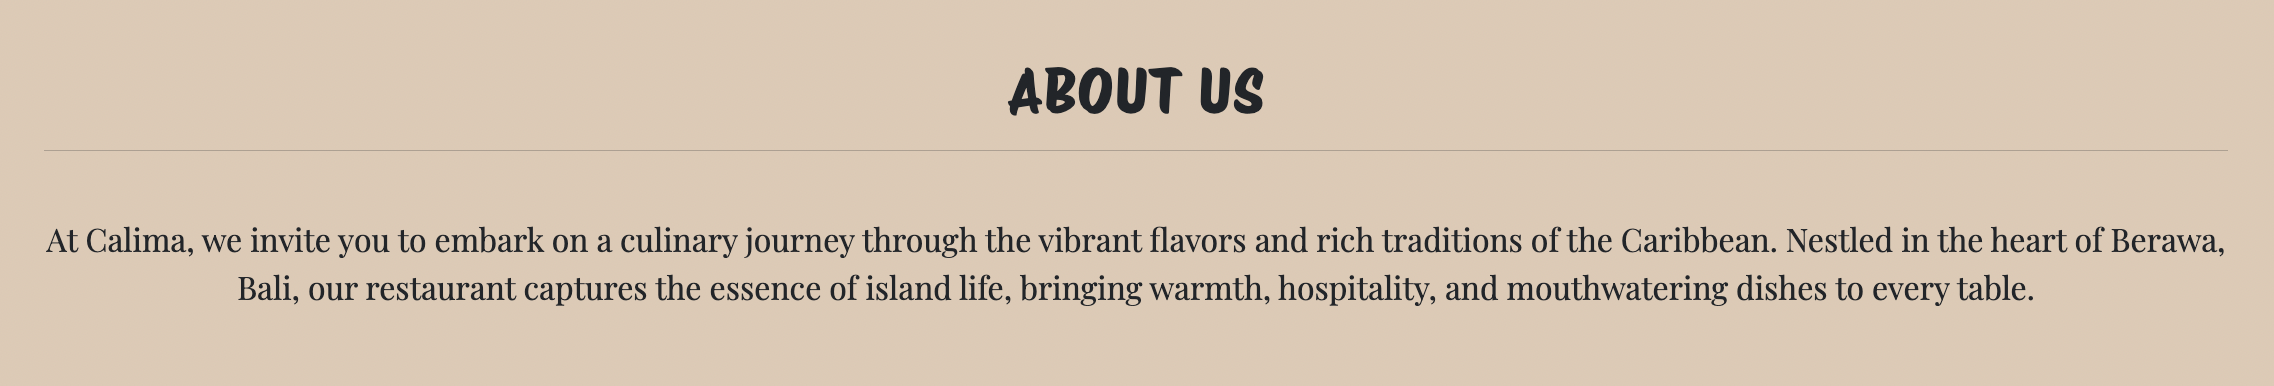 ABOUT US
At Calima, we invite you to embark on a culinary journey through the vibrant flavors and rich traditions of the Caribbean. Nestled in the heart of Berawa,
Bali, our restaurant captures the essence of island life, bringing warmth, hospitality, and mouthwatering dishes to every table.